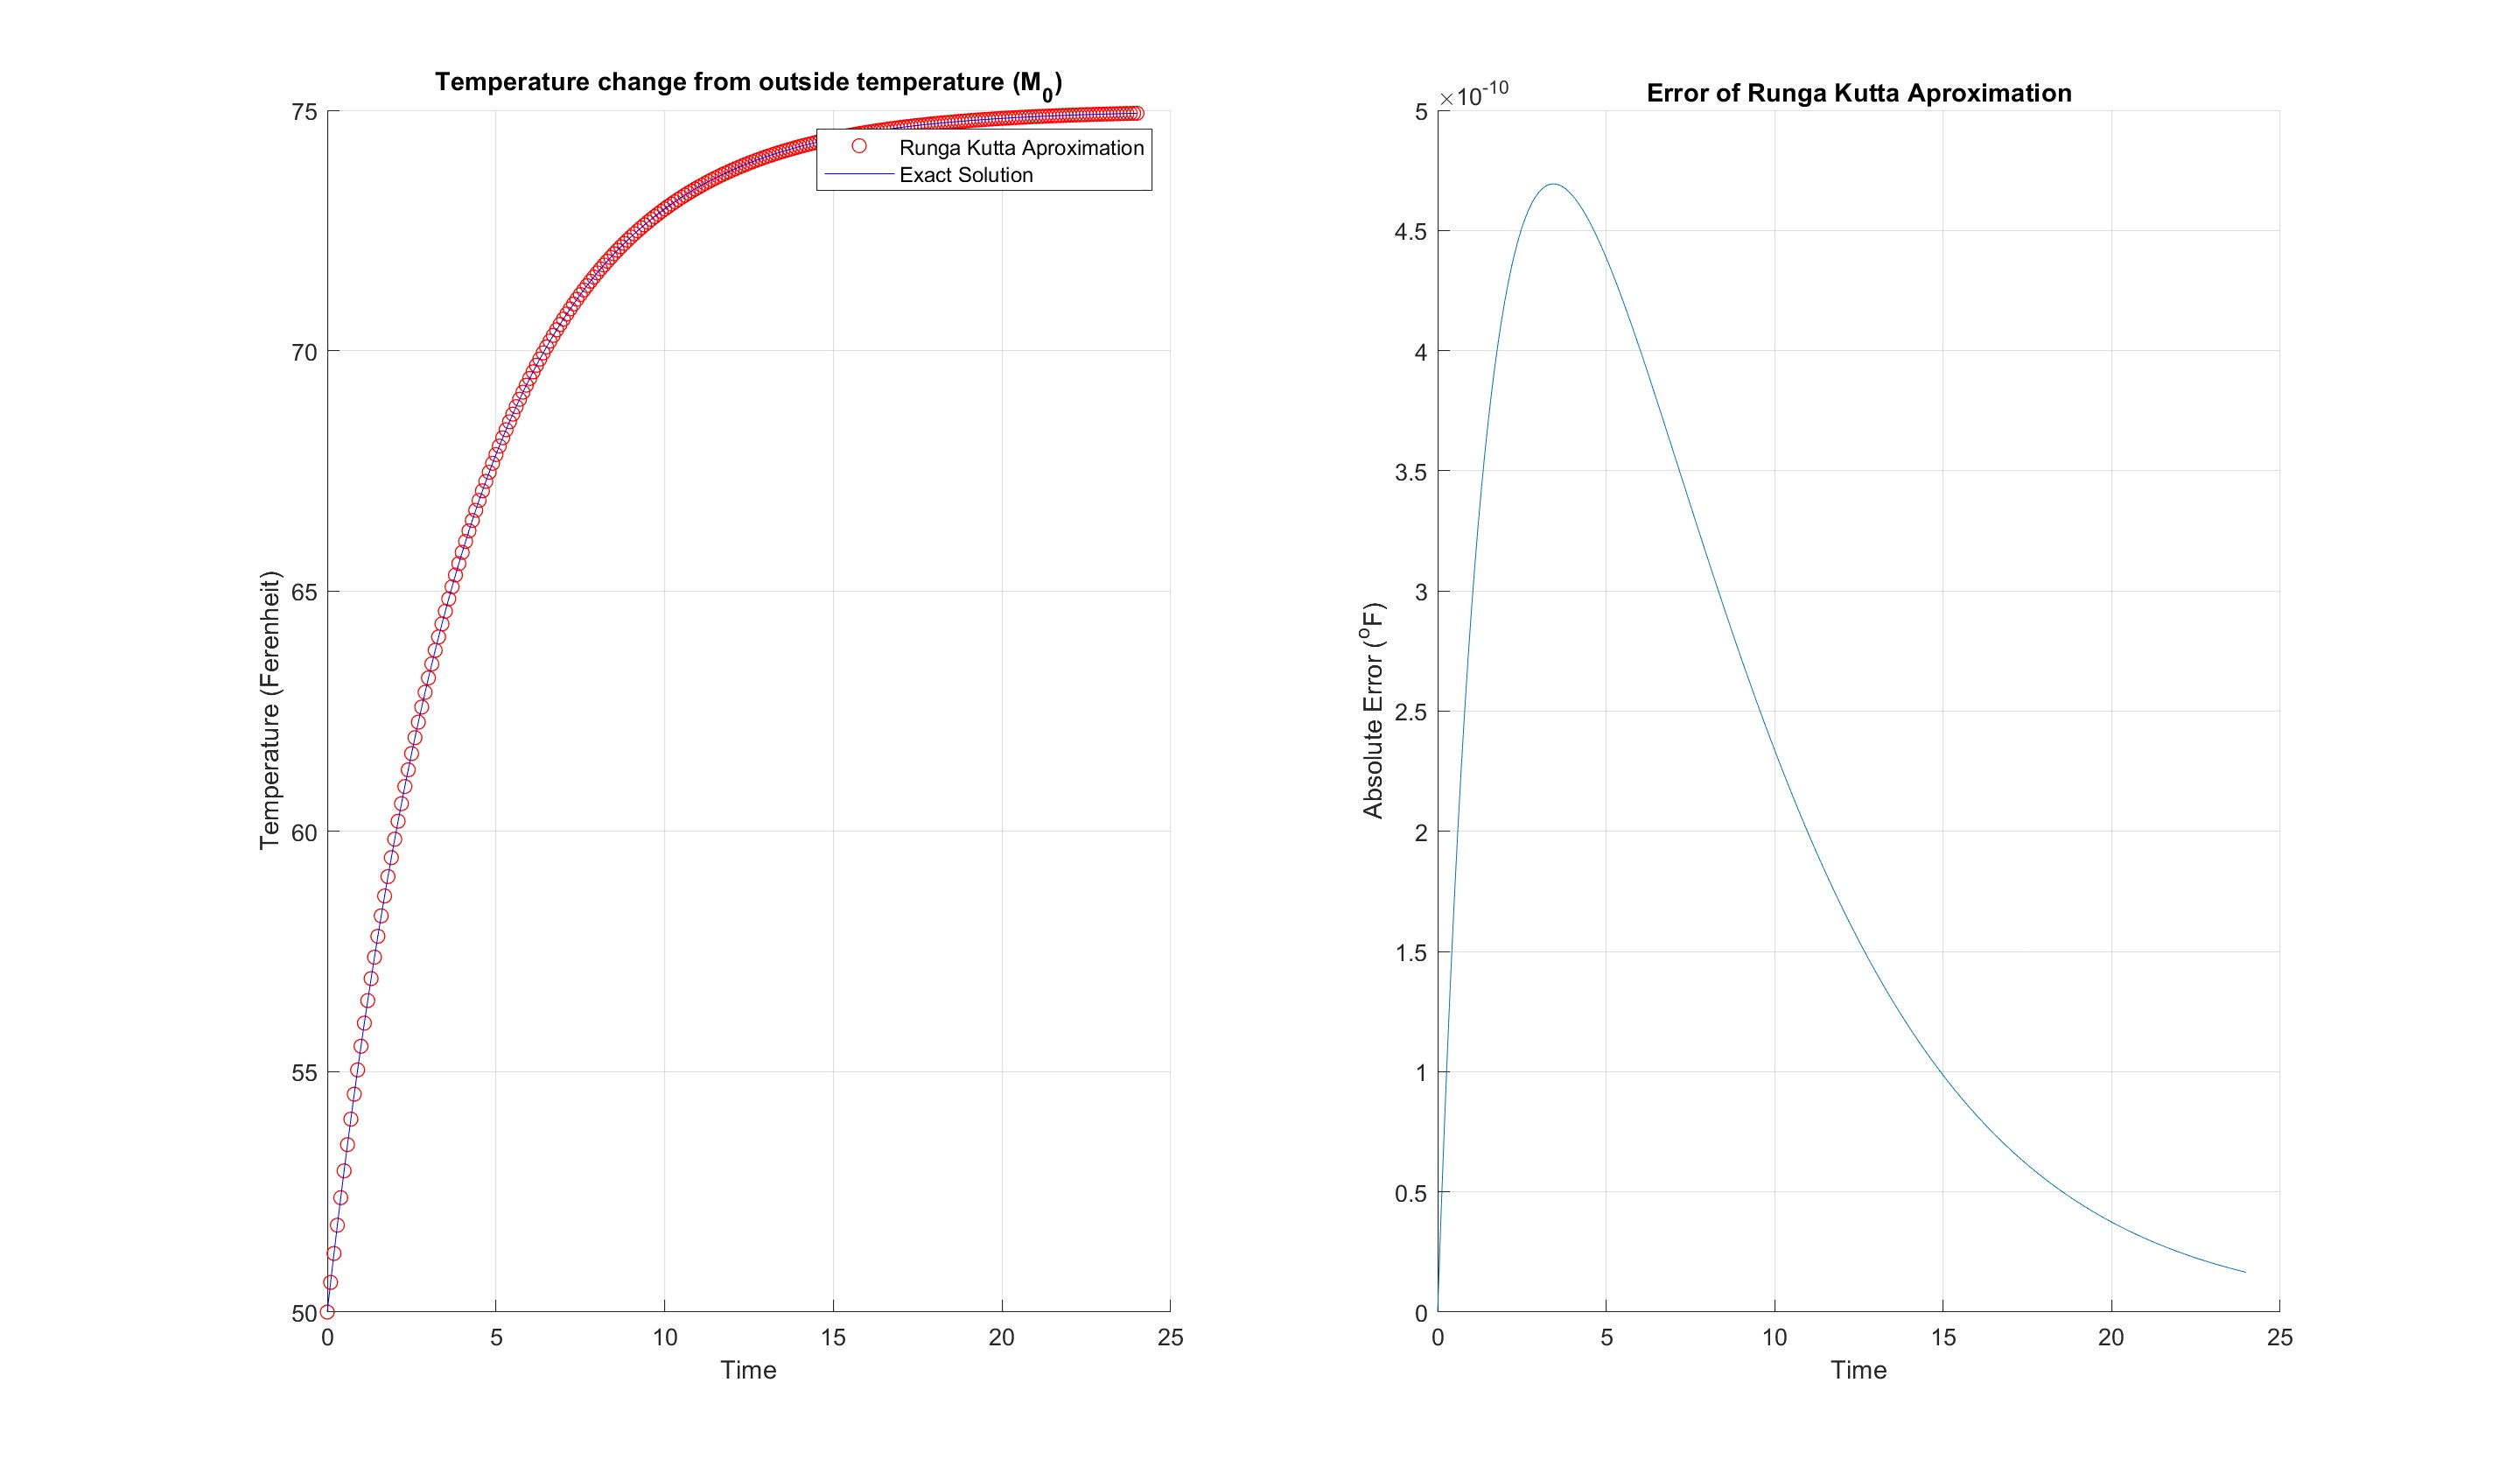 Temperature change from outside temperature (M0)
75
70
65
60
55
50
Temperature (Ferenheit)
Runga Kutta Aproximation
Exact Solution
0 5 10 15 20 25
Time
Error of Runga Kutta Aproximation
×10-10
5
4.5
4
3.5
3
2.5
2
1.5
1
0.5
0
Absolute Error (oF)
0 5 10 15 20 25
Time